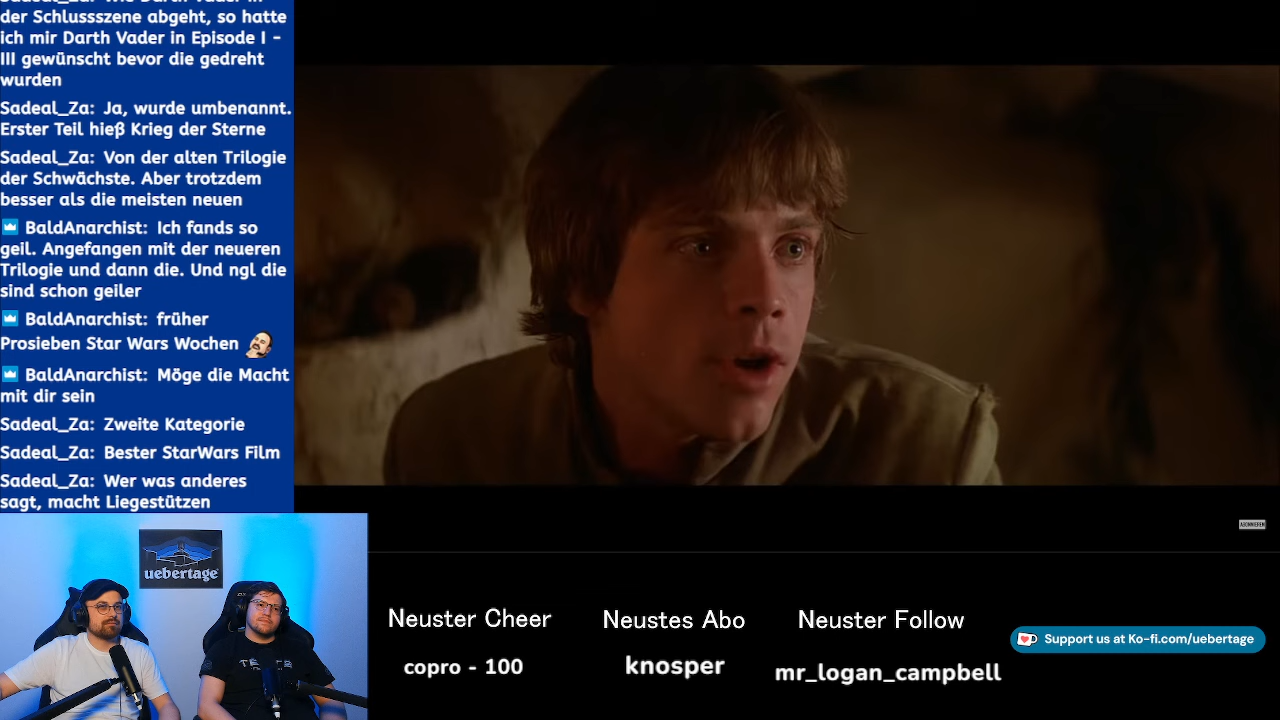 der Schlussszene abgeht, so hatte
ich mir Darth Vader in Episode I -
III gewünscht bevor die gedreht
wurden
Sadeal_Za: Ja, wurde umbenannt.
Erster Teil hieß Krieg der Sterne
Sadeal_Za: Von der alten Trilogie
der Schwächste. Aber trotzdem
besser als die meisten neuen
BaldAnarchist: Ich fands so
geil. Angefangen mit der neueren
Trilogie und dann die. Und ngl die
sind schon geiler
BaldAnarchist: früher
Prosieben Star Wars Wochen
BaldAnarchist: Möge die Macht
mit dir sein
Sadeal_Za: Zweite Kategorie
Sadeal_Za: Bester StarWars Film
Sadeal_Za: Wer was anderes
sagt, macht Liegestützen
uebertage
ABONNIEREN
Neuster Cheer
copro - 100
Neustes Abo
knosper
Neuster Follow
mr_logan_campbell
Support us at Ko-fi.com/uebertage